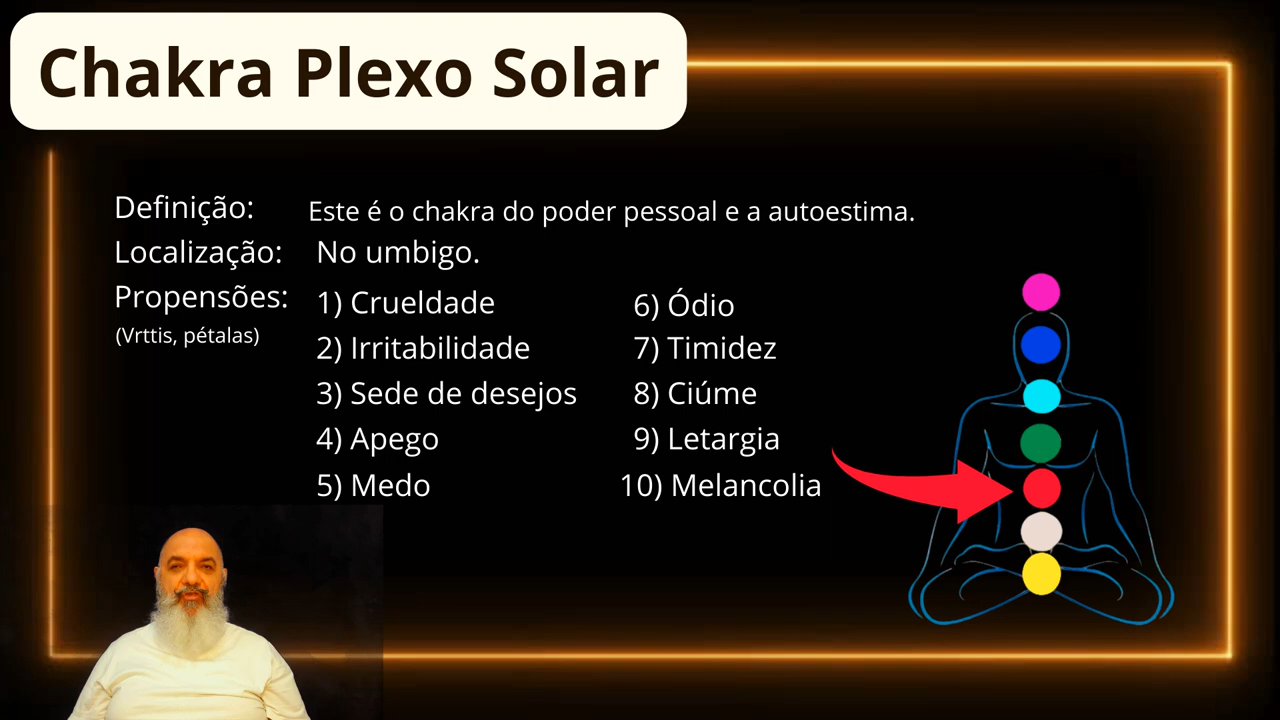 Chakra Plexo Solar
Definição: Este é o chakra do poder pessoal e a autoestima.
Localização: No umbigo.
Propensões:
(Vrttis, pétalas)
1) Crueldade
2) Irritabilidade
3) Sede de desejos
4) Apego
5) Medo
6) Ódio
7) Timidez
8) Ciúme
9) Letargia
10) Melancolia